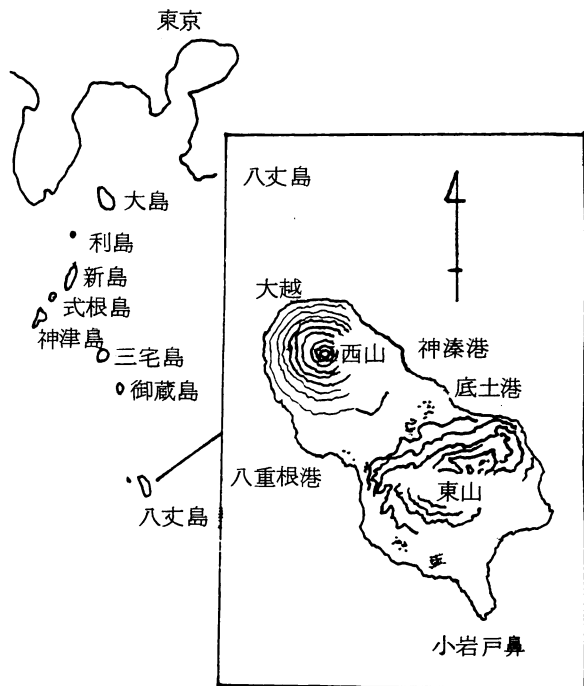 東京
大島
利島
新島
式根島
神津島
三宅島
御蔵島
八丈島
八丈島
大越
西山
神湊港
底土港
八重根港
東山
小岩戸鼻